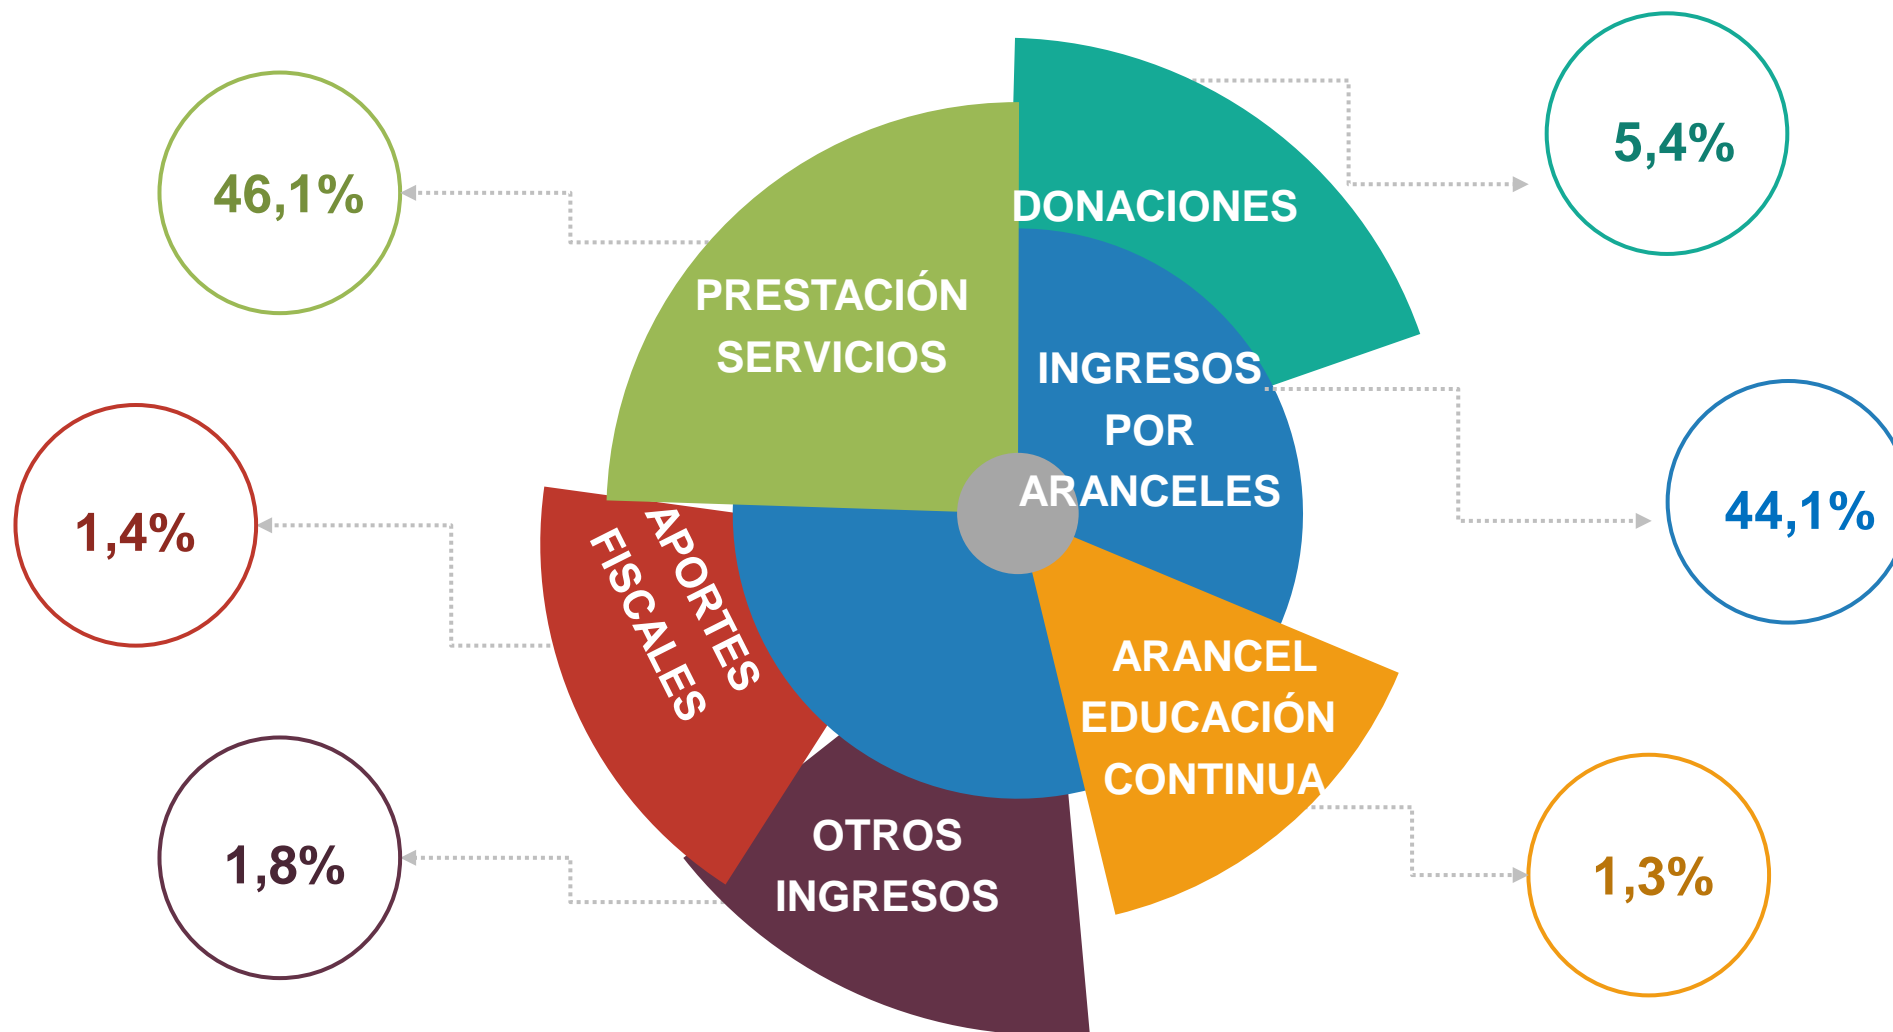 46,1%
PRESTACIÓN
SERVICIOS
DONACIONES
5,4%
INGRESOS
POR
ARANCELES
44,1%
1,4%
APORTES
FISCALES
ARANCEL
EDUCACIÓN
CONTINUA
1,3%
1,8%
OTROS
INGRESOS